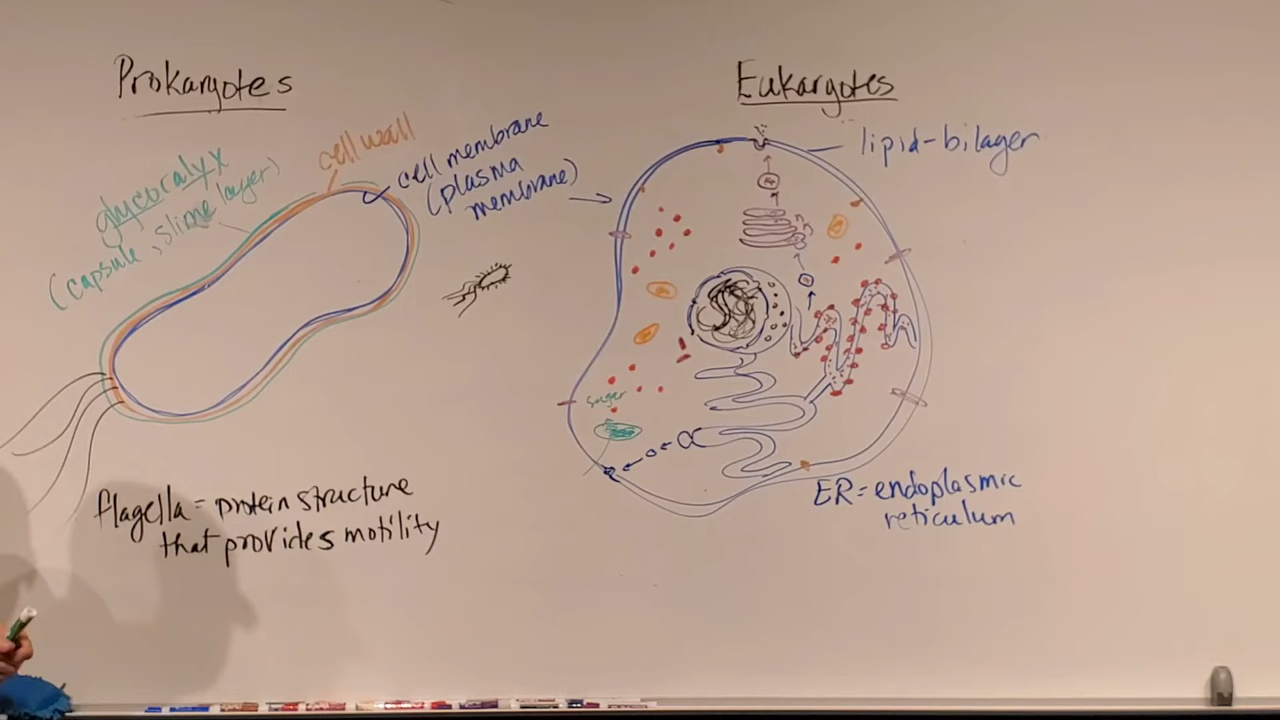 Prokaryotes
Eukaryotes
glycocalyx
(capsule, slime layer)
cell wall
cell membrane
(plasma
membrane)
lipid-bilayer
sugar
flagella = protein structure
that provides motility
ER = endoplasmic
reticulum